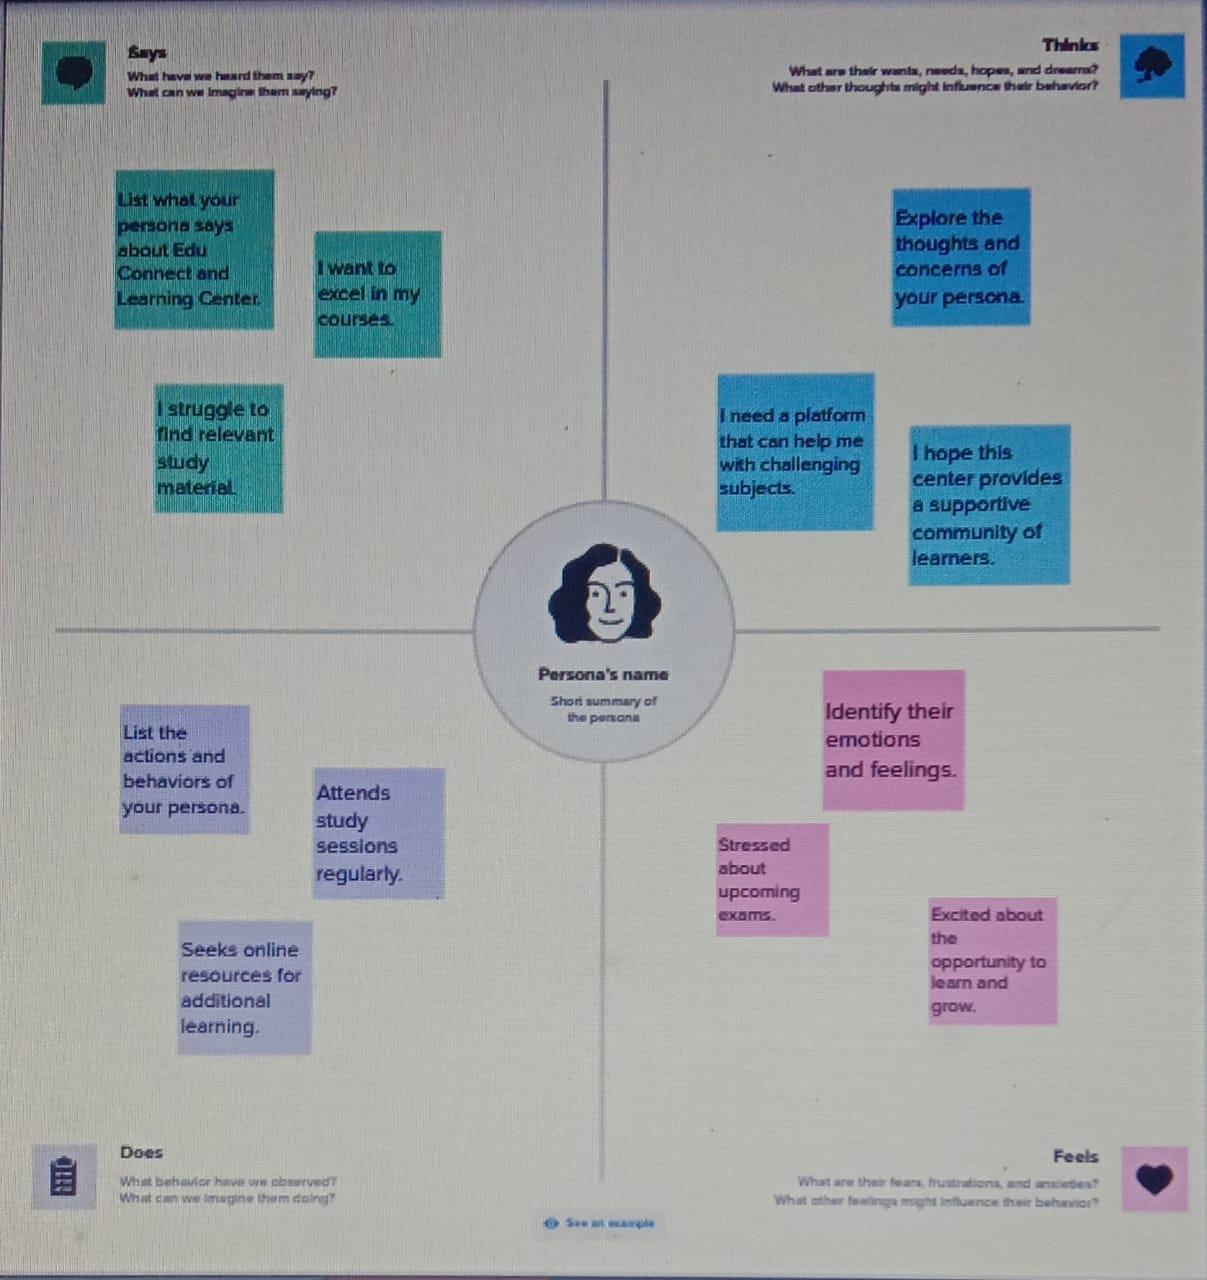 Says
What have we heard them say?
What can we imagine them saying?
Thinks
What are their wants, needs, hopes, and dreams?
What other thoughts might influence their behavior?
List what your
persona says
about Edu
Connect and
Learning Center.
I want to
excel in my
courses.
I struggle to
find relevant
study
material.
Explore the
thoughts and
concerns of
your persona.
I need a platform
that can help me
with challenging
subjects.
I hope this
center provides
a supportive
community of
learners.
Persona's name
Short summary of
the persona
List the
actions and
behaviors of
your persona.
Attends
study
sessions
regularly.
Seeks online
resources for
additional
learning.
Identify their
emotions
and feelings.
Stressed
about
upcoming
exams.
Excited about
the
opportunity to
learn and
grow.
Does
What behavior have we observed?
What can we imagine them doing?
Feels
What are their fears, frustrations, and anxieties?
What other feelings might influence their behavior?
See an example